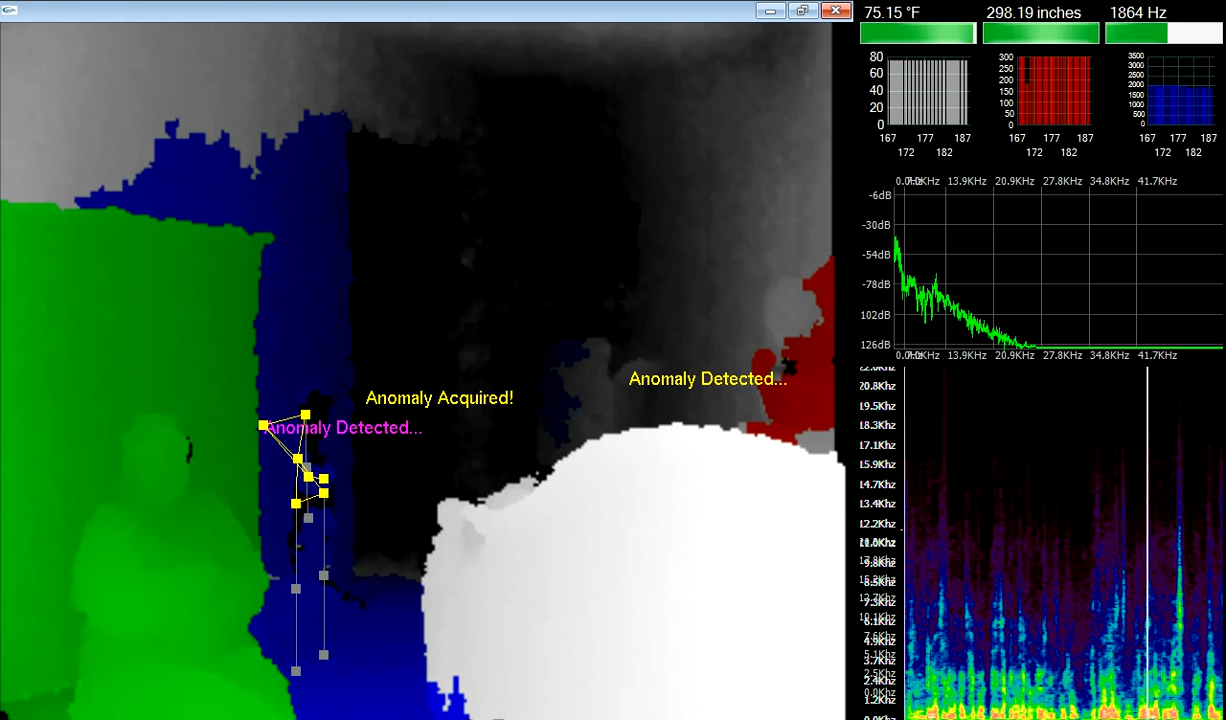 75.15 °F
298.19 inches
1864 Hz
80
60
40
20
0
167 177 187
172 182
300
250
200
150
100
50
0
167 177 187
172 182
3500
3000
2500
2000
1500
1000
500
0
167 177 187
172 182
13.9KHz 20.9KHz 27.8KHz 34.8KHz 41.7KHz
-6dB
-30dB
-54dB
-78dB
102dB
126dB
13.9KHz 20.9KHz 27.8KHz 34.8KHz 41.7KHz
Anomaly Detected...
Anomaly Acquired!
Anomaly Detected...
20.8Khz
19.5Khz
18.3Khz
17.1Khz
15.9Khz
14.7Khz
13.4Khz
12.2Khz
4.9Khz
3.7Khz
2.4Khz
1.2Khz